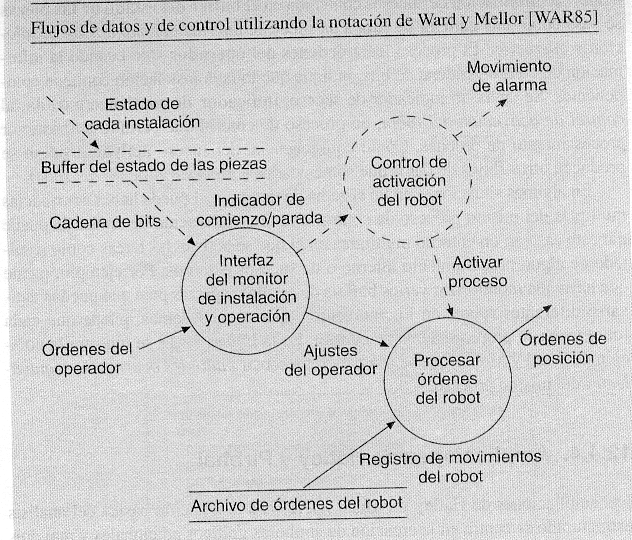 Flujos de datos y de control utilizando la notación de Ward y Mellor [WAR85]
Movimiento
de alarma
Estado de
cada instalación
Buffer del estado de las piezas
Control de
activación
del robot
Cadena de bits
Indicador de
comienzo/parada
Interfaz
del monitor
de instalación
y operación
Activar
proceso
Órdenes del
operador
Ajustes
del operador
Procesar
órdenes
del robot
Órdenes de
posición
Registro de movimientos
del robot
Archivo de órdenes del robot